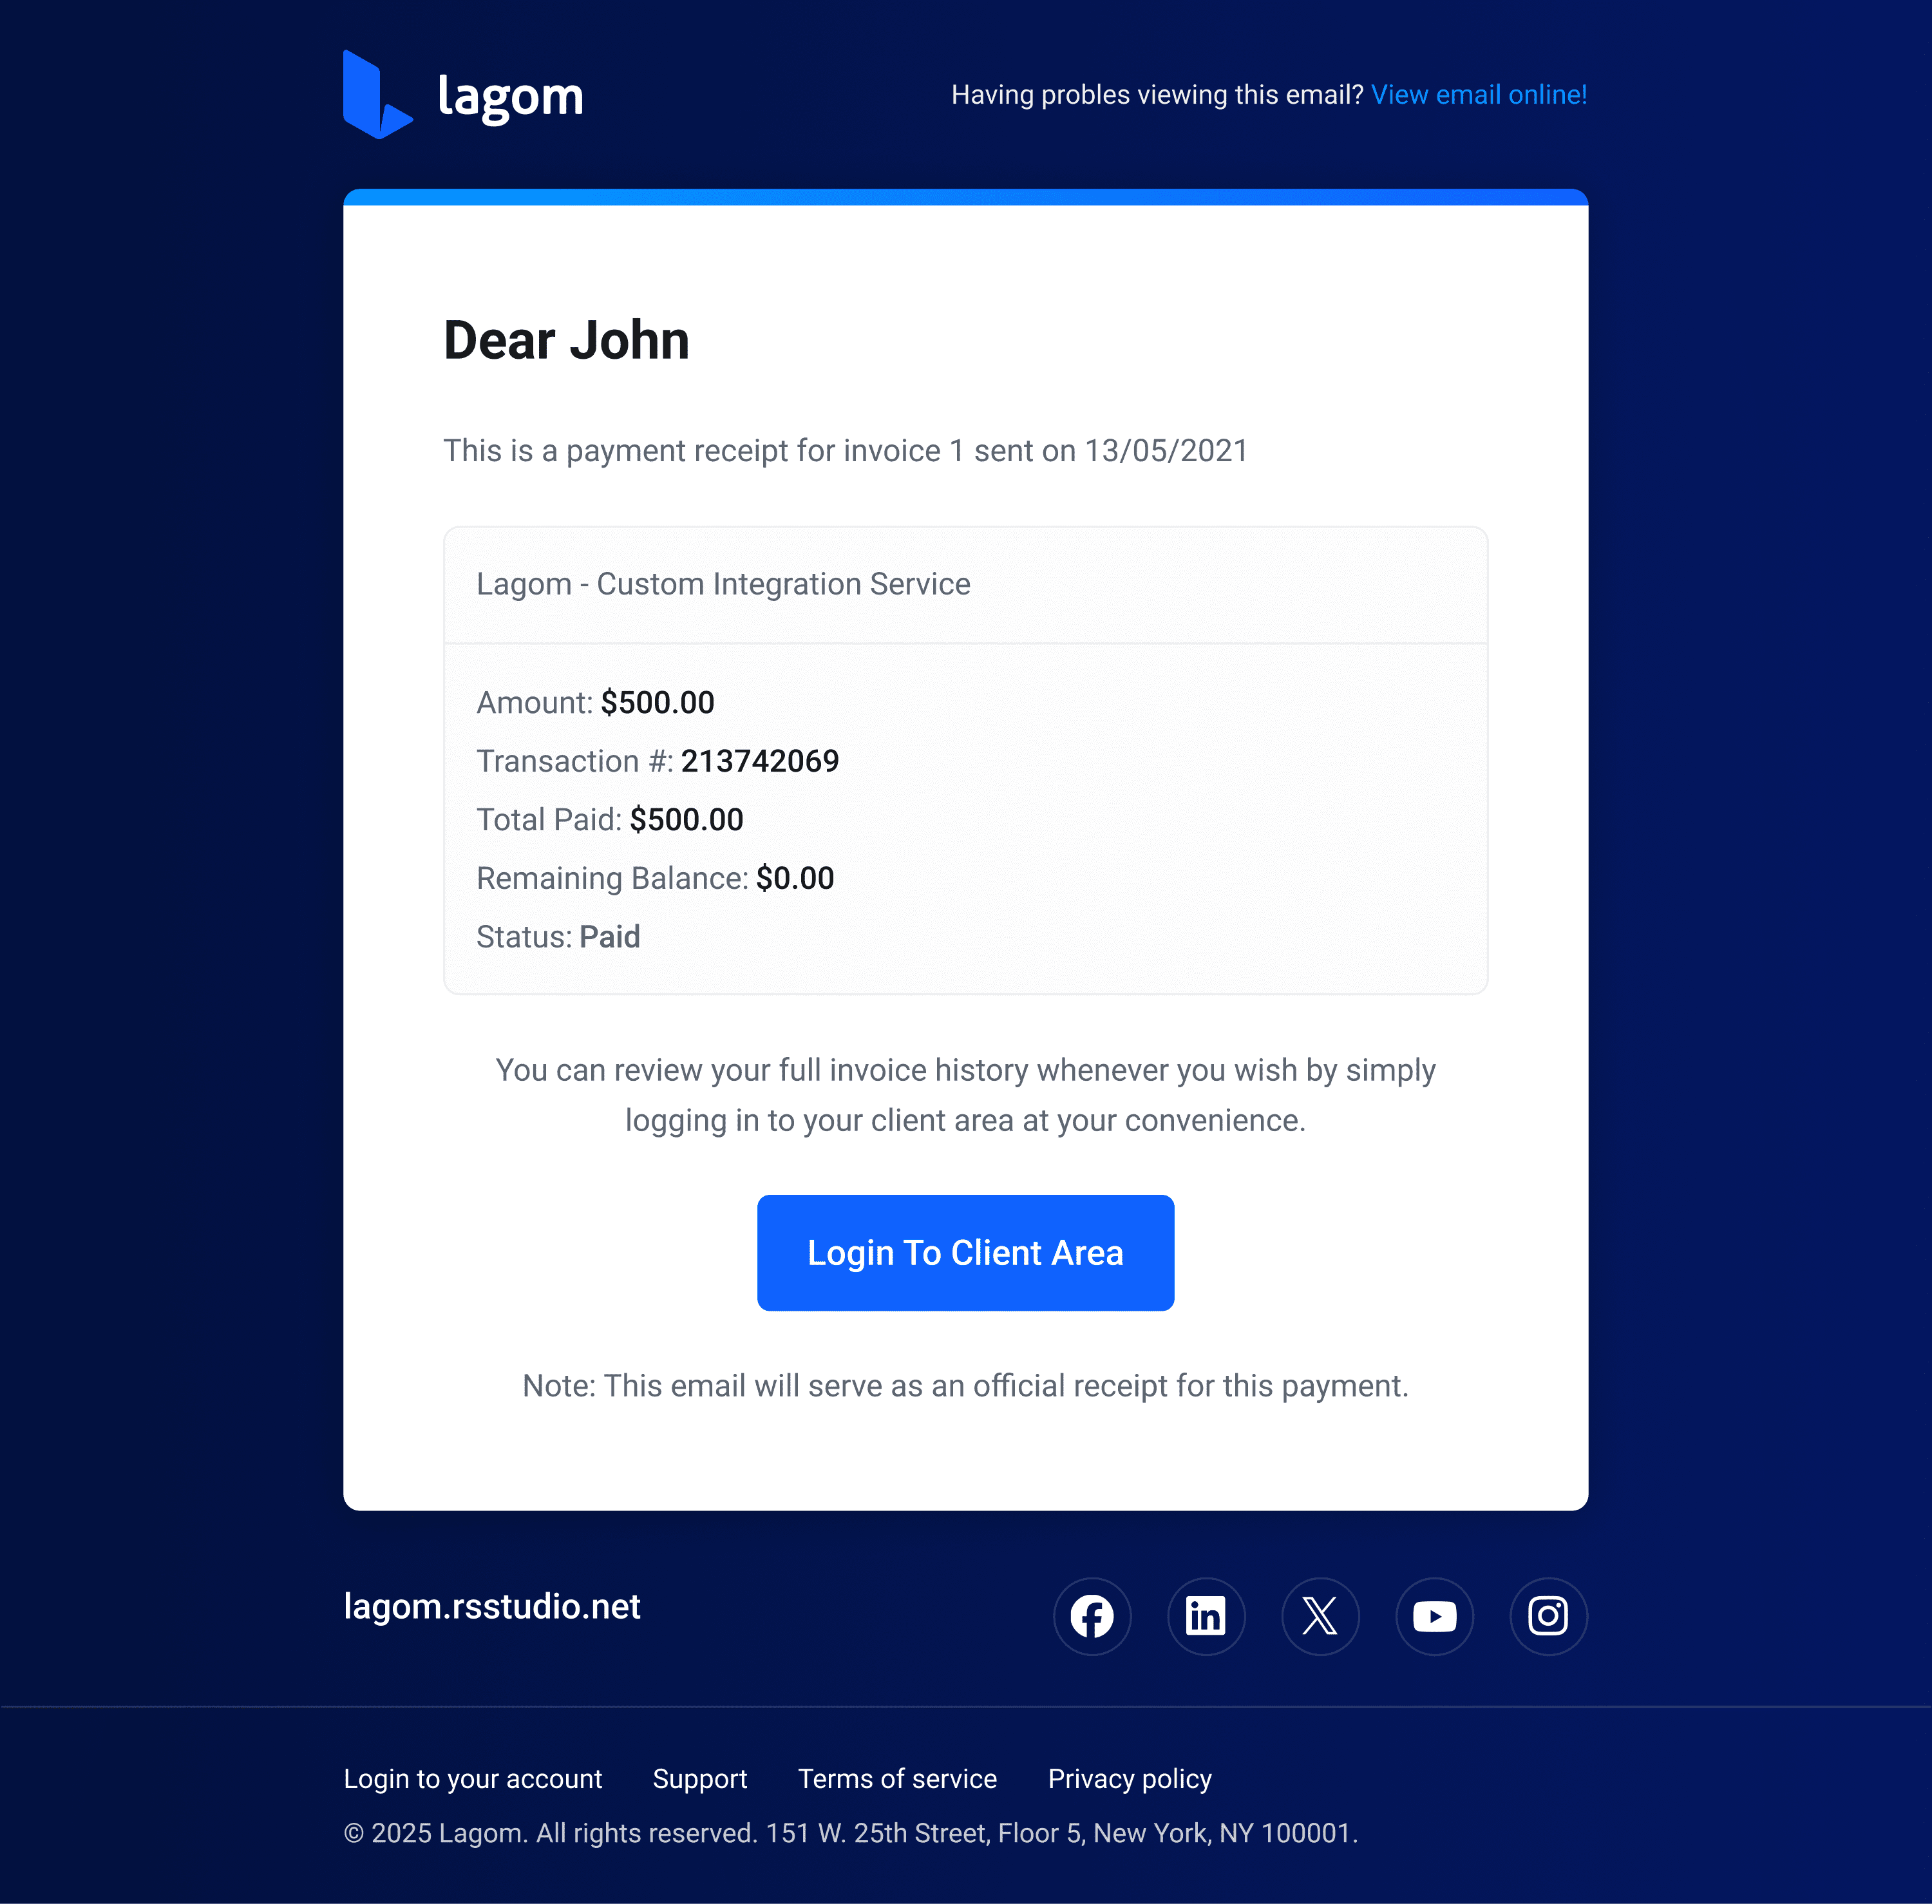 lagom
Having probles viewing this email? View email online!
Dear John
This is a payment receipt for invoice 1 sent on 13/05/2021
Lagom - Custom Integration Service
Amount: $500.00
Transaction #: 213742069
Total Paid: $500.00
Remaining Balance: $0.00
Status: Paid
You can review your full invoice history whenever you wish by simply
logging in to your client area at your convenience.
Login To Client Area
Note: This email will serve as an official receipt for this payment.
lagom.rsstudio.net
Login to your account Support Terms of service Privacy policy
© 2025 Lagom. All rights reserved. 151 W. 25th Street, Floor 5, New York, NY 100001.